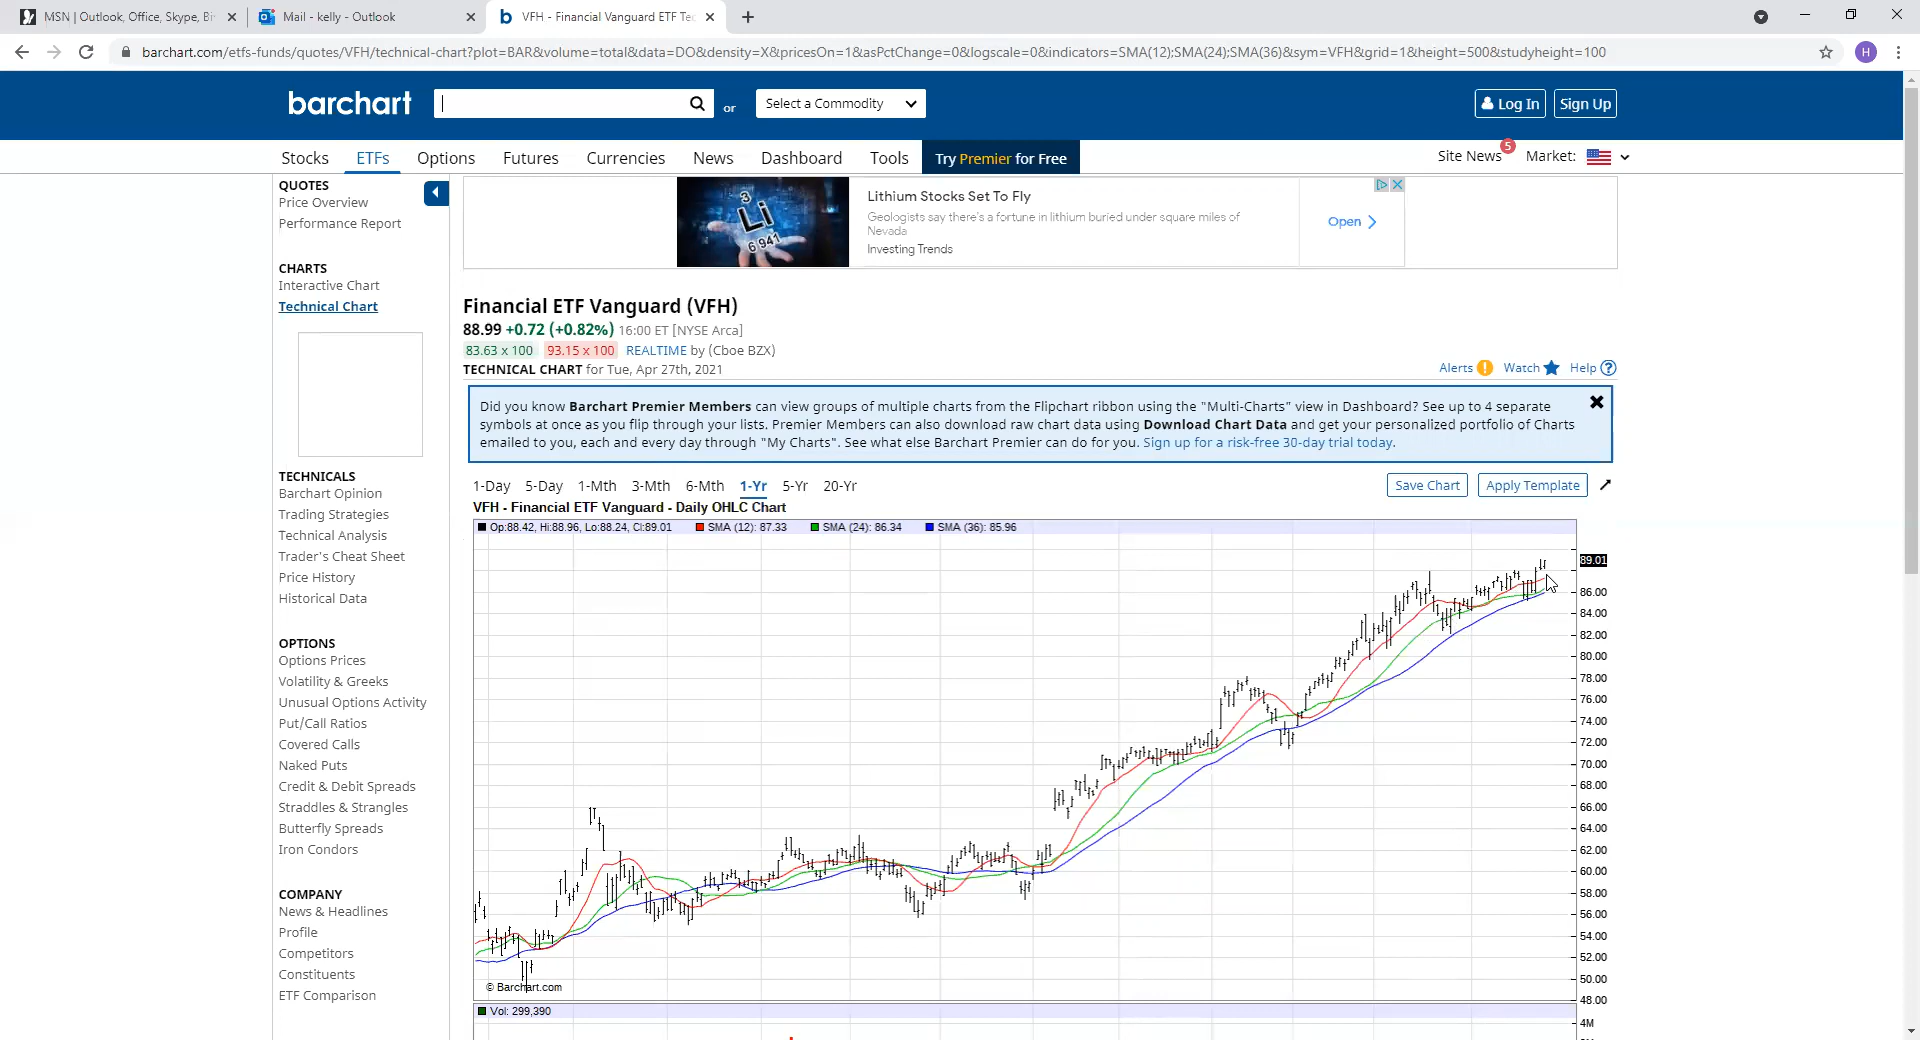 MSN | Outlook, Office, Skype, Bi
Mail - kelly - Outlook
b VFH - Financial Vanguard ETF Tec
barchart.com/etfs-funds/quotes/VFH/technical-chart?plot=BAR&volume=total&data=DO&density=X&pricesOn=1&asPctChange=0&logscale=0&indicators=SMA(12);SMA(24);SMA(36)&sym=VFH&grid=1&height=500&studyheight=100
H
barchart
or
Select a Commodity
Log In
Sign Up
Stocks ETFs Options Futures Currencies News Dashboard Tools Try Premier for Free
Site News 5 Market:
QUOTES
Price Overview
Performance Report
CHARTS
Interactive Chart
Technical Chart
TECHNICALS
Barchart Opinion
Trading Strategies
Technical Analysis
Trader's Cheat Sheet
Price History
Historical Data
OPTIONS
Options Prices
Volatility & Greeks
Unusual Options Activity
Put/Call Ratios
Covered Calls
Naked Puts
Credit & Debit Spreads
Straddles & Strangles
Butterfly Spreads
Iron Condors
COMPANY
News & Headlines
Profile
Competitors
Constituents
ETF Comparison
3
Li
6 941
Lithium Stocks Set To Fly
Geologists say there's a fortune in lithium buried under square miles of
Nevada
Investing Trends
Open
Financial ETF Vanguard (VFH)
88.99 +0.72 (+0.82%) 16:00 ET [NYSE Arca]
83.63 x 100 93.15 x 100 REALTIME by (Cboe BZX)
TECHNICAL CHART for Tue, Apr 27th, 2021
Alerts Watch Help
Did you know Barchart Premier Members can view groups of multiple charts from the Flipchart ribbon using the "Multi-Charts" view in Dashboard? See up to 4 separate
symbols at once as you flip through your lists. Premier Members can also download raw chart data using Download Chart Data and get your personalized portfolio of Charts
emailed to you, each and every day through "My Charts". See what else Barchart Premier can do for you. Sign up for a risk-free 30-day trial today.
1-Day 5-Day 1-Mth 3-Mth 6-Mth 1-Yr 5-Yr 20-Yr
Save Chart
Apply Template
VFH - Financial ETF Vanguard - Daily OHLC Chart
Op:88.42, Hi:88.96, Lo:88.24, Cl:89.01 SMA (12): 87.33 SMA (24): 86.34 SMA (36): 85.96
89.01
86.00
84.00
82.00
80.00
78.00
76.00
74.00
72.00
70.00
68.00
66.00
64.00
62.00
60.00
58.00
56.00
54.00
52.00
50.00
48.00
© Barchart.com
Vol: 299,390
4M